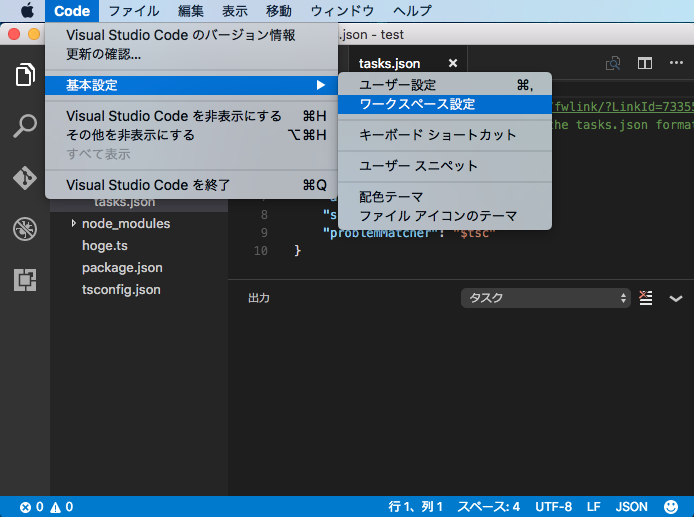 Code ファイル 編集 表示 移動 ウィンドウ ヘルプ
Visual Studio Code のバージョン情報
更新の確認...
基本設定
Visual Studio Code を非表示にする ⌘H
その他を非表示にする ⌥⌘H
すべて表示
Visual Studio Code を終了 ⌘Q
ユーザー設定 ⌘,
ワークスペース設定
キーボード ショートカット
ユーザー スニペット
配色テーマ
ファイル アイコンのテーマ
.json - test
tasks.json
/fwlink/?LinkId=73355
the tasks.json format
tasks.json
node_modules
hoge.ts
package.json
tsconfig.json
8 "s
9 "problemMatcher": "$tsc"
10 }
出力 タスク
0 0 行 1、列 1 スペース: 4 UTF-8 LF JSON